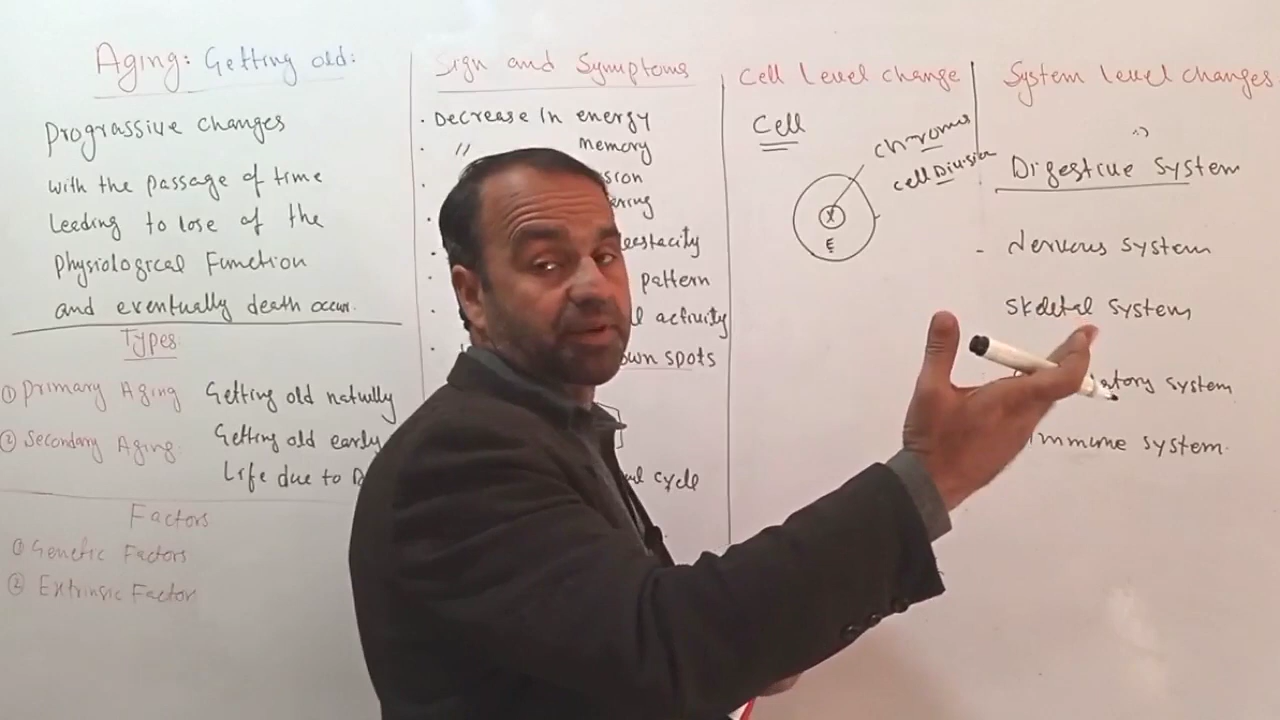 Aging: Getting old:
Prograssive changes
with the passage of time
Leading to lose of the
Physiological Function
and eventually death occur.
Types
① Primary Aging Getting old natully
② Secondary Aging: Getting old early
Life due to
Factors
① Genetic Factors
② Extrinsic Factor
Sign and Symptoms
. Decrease in energy
. " memory
pattern
activity
spots
cycle
Cell Level change
Cell
chromos
cell Division
X
E
System level changes
Digestive system
- nervous system
Skeletal system
system
immune system.